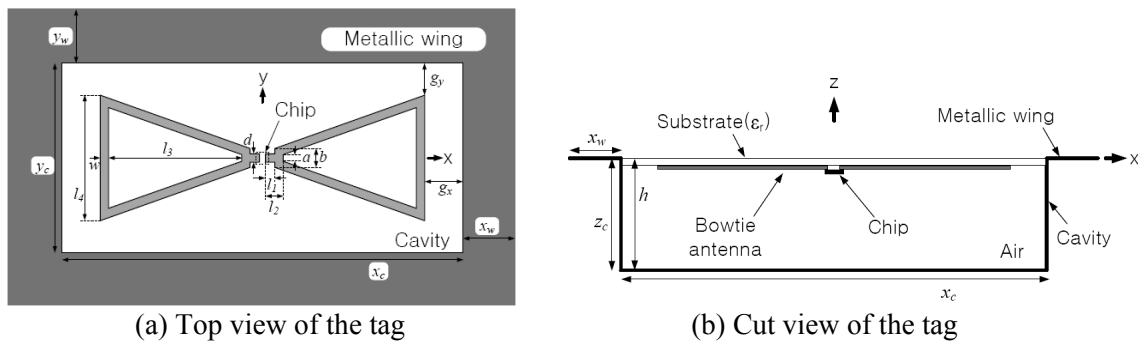 y_w
Metallic wing
y
Chip
g_y
d
w
l_3
a
b
X
l_4
l_1
l_2
g_x
y_c
x_w
Cavity
x_c
(a) Top view of the tag
z
Substrate(ε_r)
Metallic wing
x_w
X
h
z_c
Bowtie
antenna
Chip
Cavity
Air
x_c
(b) Cut view of the tag